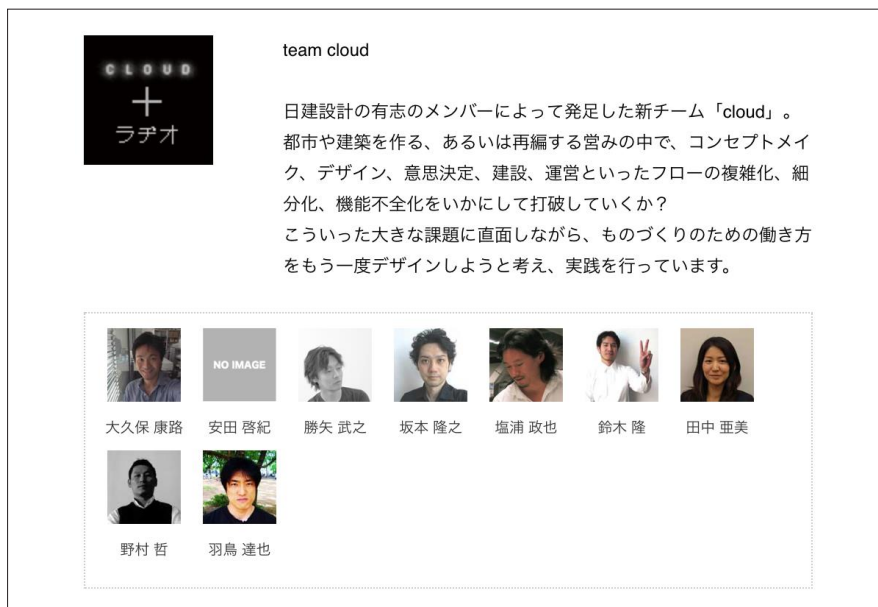 CLOUD
+
ラヂオ
team cloud
日建設計の有志のメンバーによって発足した新チーム「cloud」。
都市や建築を作る、あるいは再編する営みの中で、コンセプトメイ
ク、デザイン、意思決定、建設、運営といったフローの複雑化、細
分化、機能不全化をいかにして打破していくか？
こういった大きな課題に直面しながら、ものづくりのための働き方
をもう一度デザインしようと考え、実践を行っています。
NO IMAGE
大久保 康路 安田 啓紀 勝矢 武之 坂本 隆之 塩浦 政也 鈴木 隆 田中 亜美
野村 哲 羽鳥 達也